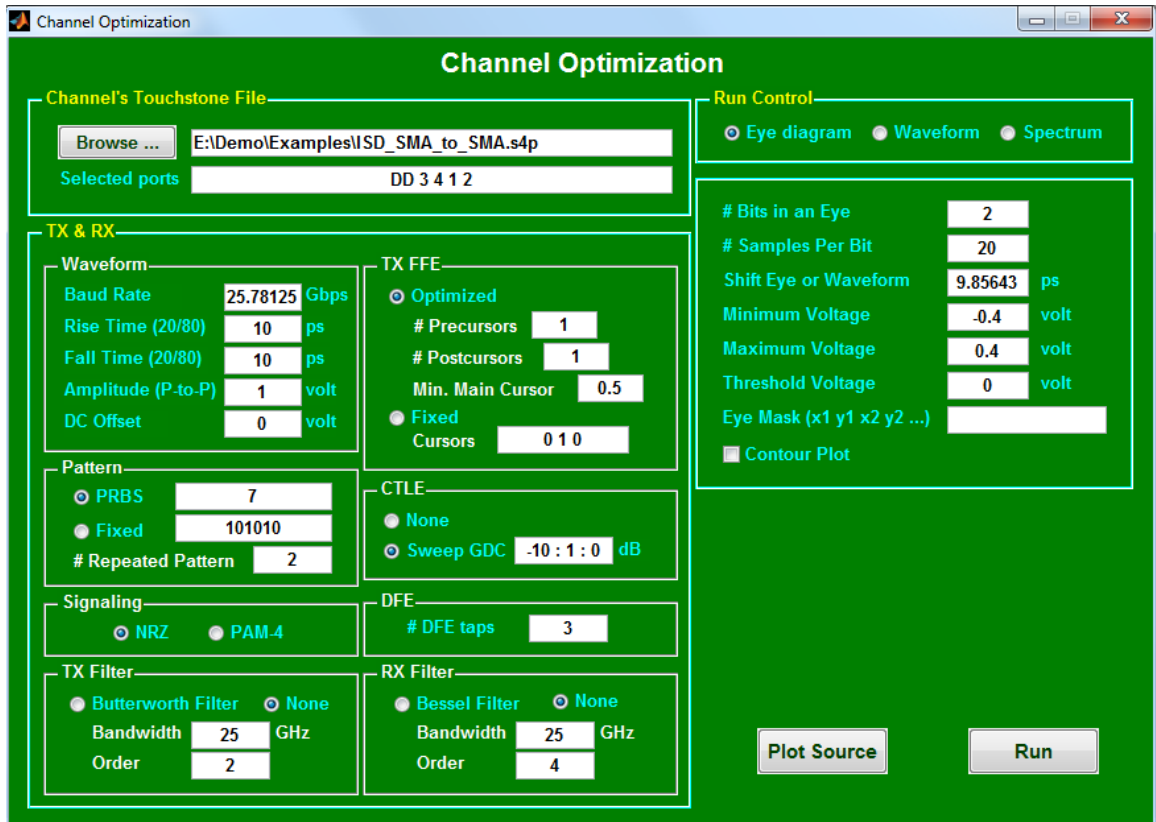 Channel Optimization
Channel Optimization
Channel's Touchstone File
Browse ...
E:\Demo\Examples\ISD_SMA_to_SMA.s4p
Selected ports
DD 3 4 1 2
TX & RX
Waveform
Baud Rate 25.78125 Gbps
Rise Time (20/80) 10 ps
Fall Time (20/80) 10 ps
Amplitude (P-to-P) 1 volt
DC Offset 0 volt
Pattern
PRBS 7
Fixed 101010
# Repeated Pattern 2
Signaling
NRZ PAM-4
TX Filter
Butterworth Filter None
Bandwidth 25 GHz
Order 2
TX FFE
Optimized
# Precursors 1
# Postcursors 1
Min. Main Cursor 0.5
Fixed
Cursors 0 1 0
CTLE
None
Sweep GDC -10 : 1 : 0 dB
DFE
# DFE taps 3
RX Filter
Bessel Filter None
Bandwidth 25 GHz
Order 4
Run Control
Eye diagram Waveform Spectrum
# Bits in an Eye 2
# Samples Per Bit 20
Shift Eye or Waveform 9.85643 ps
Minimum Voltage -0.4 volt
Maximum Voltage 0.4 volt
Threshold Voltage 0 volt
Eye Mask (x1 y1 x2 y2 ...)
Contour Plot
Plot Source Run